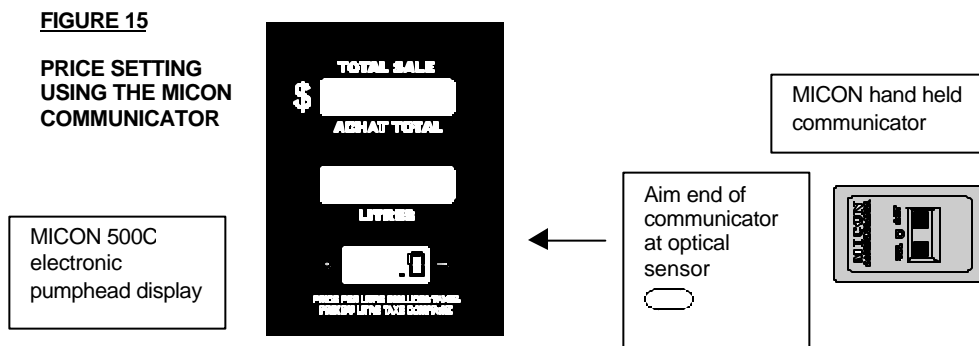 FIGURE 15
PRICE SETTING
USING THE MICON
COMMUNICATOR
TOTAL SALE
$
ACHAT TOTAL
LITRES
.0
MICON 500C
electronic
pumphead display
Aim end of
communicator
at optical
sensor
MICON hand held
communicator
MICON